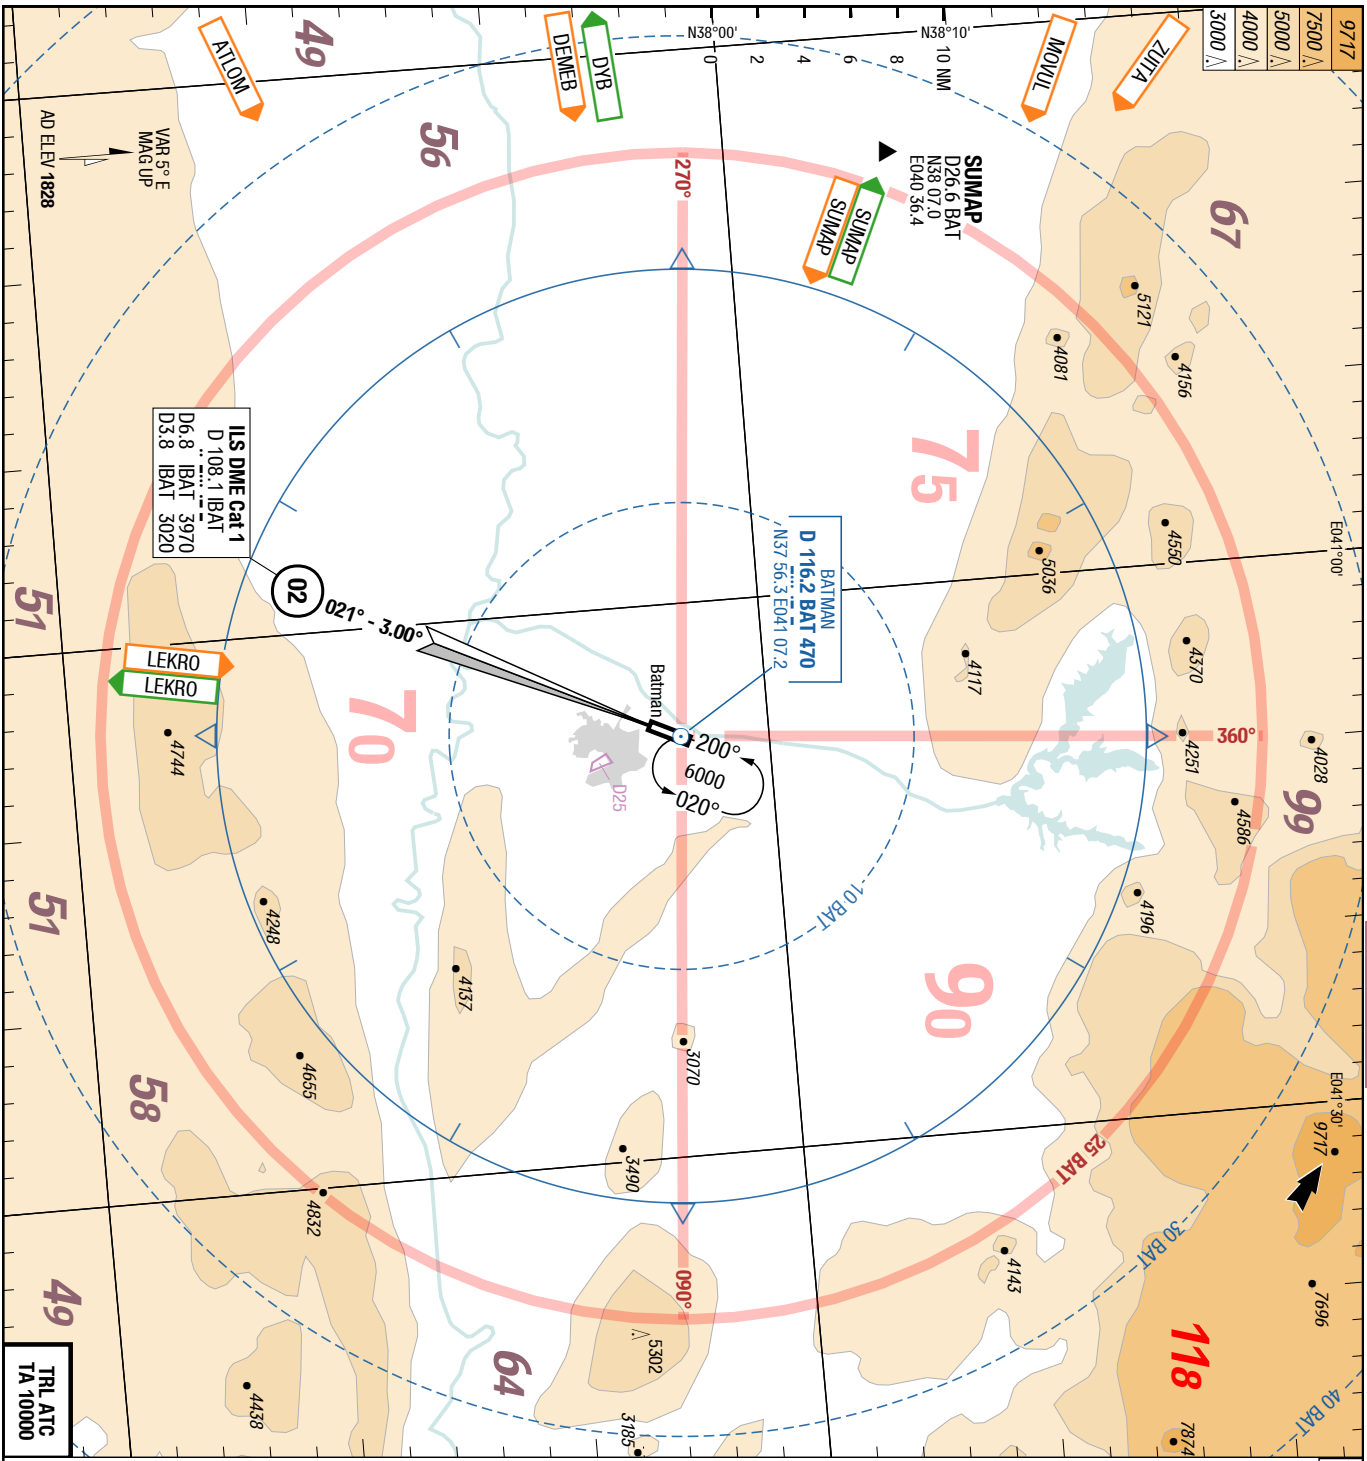 9717
7500
5000
4000
3000
ZUITA
MOVUL
10 NM
8
6
4
2
0
N38°10'
N38°00'
DYB
DEMEB
ATLOM
49
56
67
VAR 5° E
MAG UP
AD ELEV 1828
SUMAP
D26.6 BAT
N38 07.0
E040 36.4
SUMAP
SUMAP
270°
5121
4156
4081
75
4550
5036
4370
4117
4251
E041°00'
BATMAN
D 116.2 BAT 470
N37 56.3 E041 07.2
ILS DME Cat 1
D 108.1 IBAT
D6.8 IBAT 3970
D3.8 IBAT 3020
02
021° - 3.00°
51
LEKRO
LEKRO
70
4744
Batman
D25
200°
6000
020°
360°
4028
99
4586
4196
10 BAT
90
51
4248
4137
3070
4655
58
3490
4832
E041°30'
9717
25 BAT
30 BAT
40 BAT
090°
4143
7696
118
7874
5302
3185
64
4438
49
TRL ATC
TA 10000